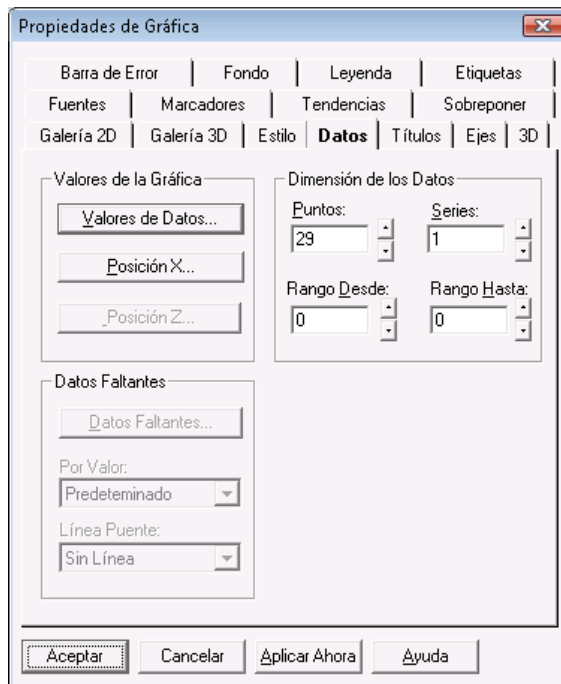 Propiedades de Gráfica
Barra de Error Fondo Leyenda Etiquetas
Fuentes Marcadores Tendencias Sobreponer
Galería 2D Galería 3D Estilo Datos Títulos Ejes 3D
Valores de la Gráfica
Valores de Datos...
Posición X...
Posición Z...
Dimensión de los Datos
Puntos: Series:
29 1
Rango Desde: Rango Hasta:
0 0
Datos Faltantes
Datos Faltantes...
Por Valor:
Predeteminado
Línea Puente:
Sin Línea
Aceptar Cancelar Aplicar Ahora Ayuda